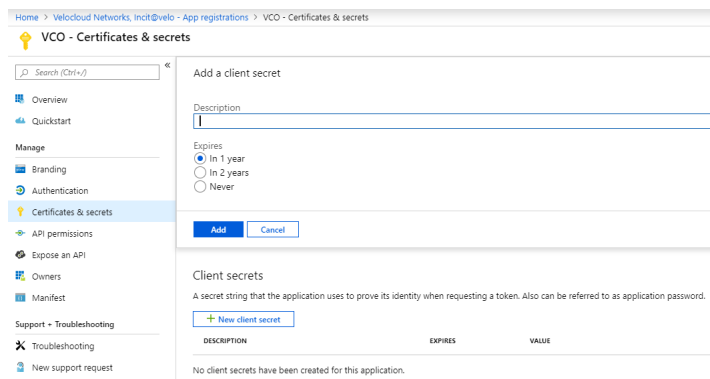 Home > Velocloud Networks, Incit@velo - App registrations > VCO - Certificates & secrets
VCO - Certificates & secrets
Search (Ctrl+/)
«
Overview
Quickstart
Manage
Branding
Authentication
Certificates & secrets
API permissions
Expose an API
Owners
Manifest
Support + Troubleshooting
Troubleshooting
New support request
Add a client secret
Description
Expires
In 1 year
In 2 years
Never
Add Cancel
Client secrets
A secret string that the application uses to prove its identity when requesting a token. Also can be referred to as application password.
+ New client secret
DESCRIPTION EXPIRES VALUE
No client secrets have been created for this application.